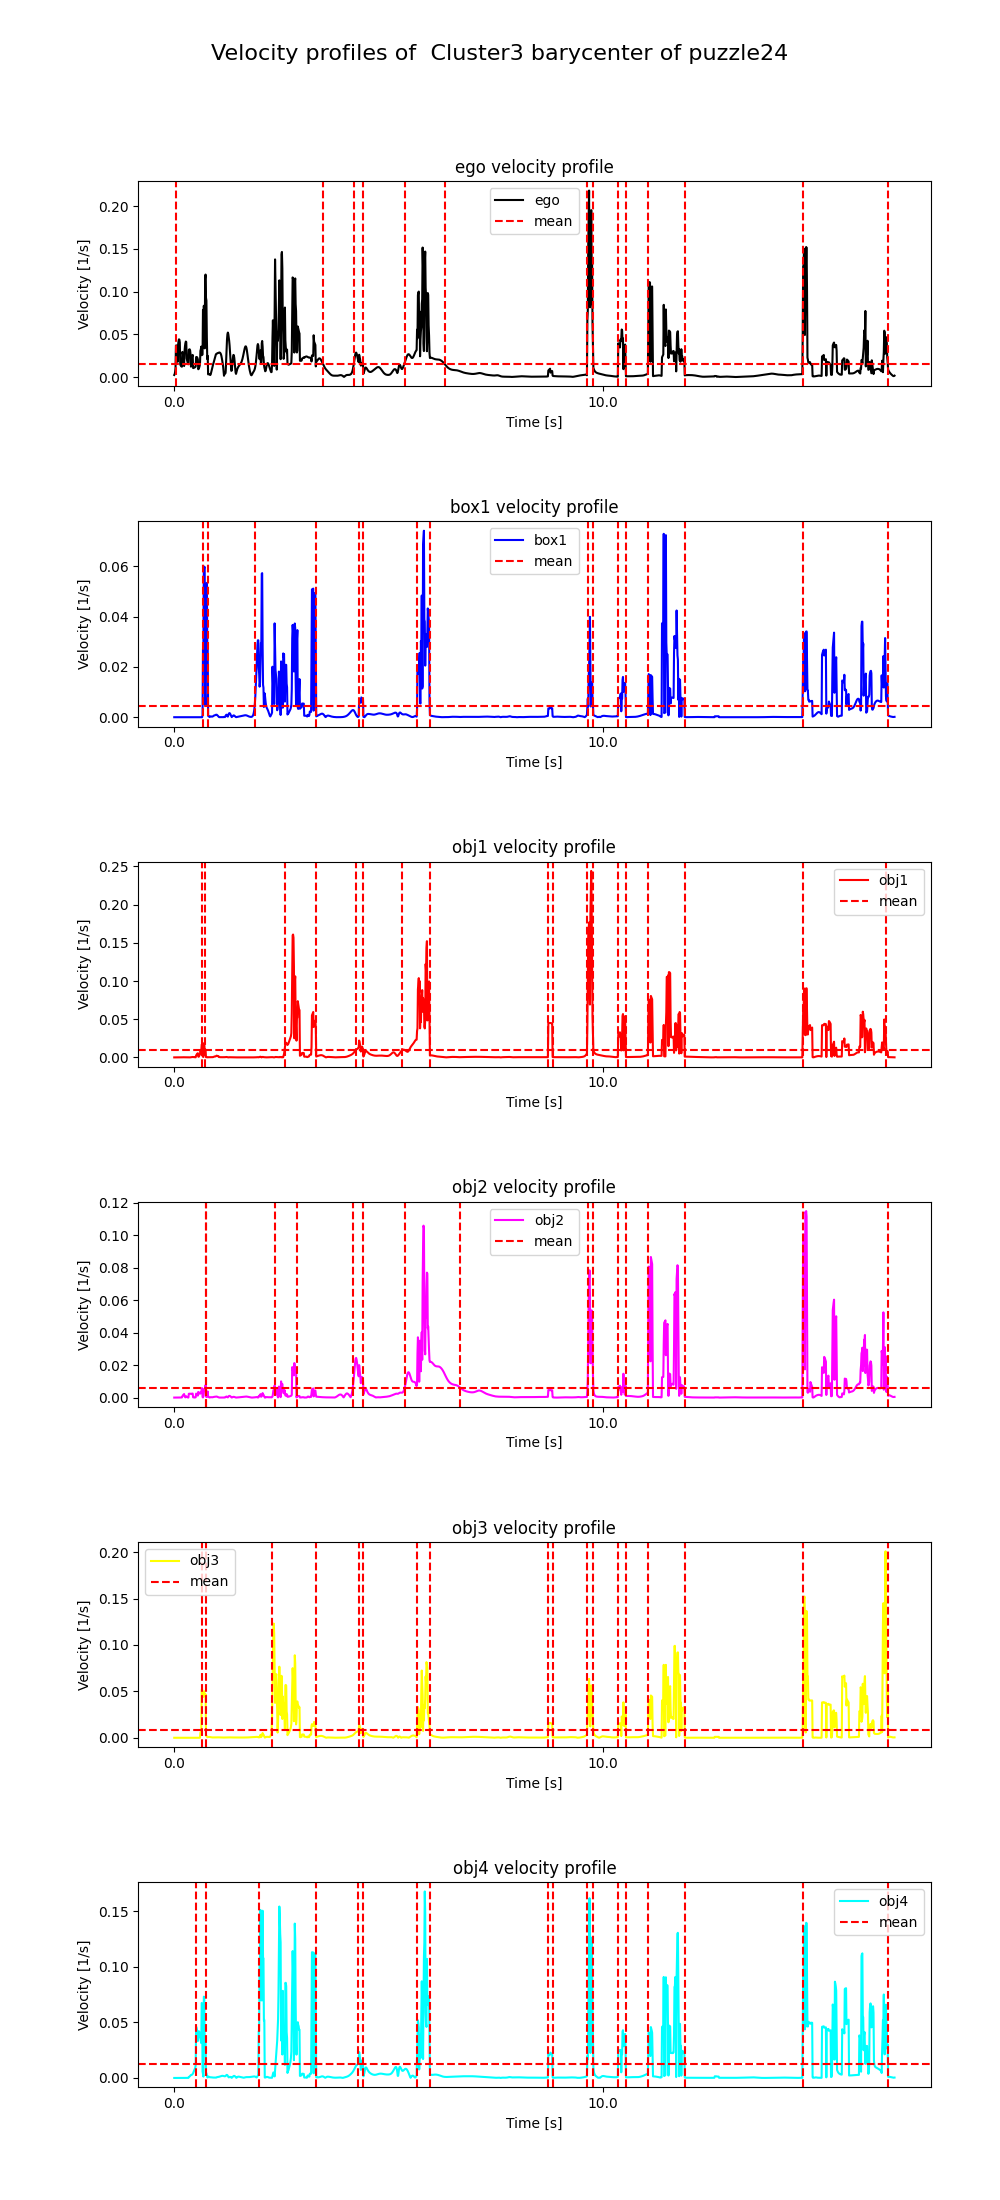 Velocity profiles of  Cluster3 barycenter of puzzle24
ego velocity profile
ego
mean
0.20
0.15
0.10
0.05
0.00
Velocity [1/s]
0.0
10.0
Time [s]
box1 velocity profile
box1
mean
0.06
0.04
0.02
0.00
Velocity [1/s]
0.0
10.0
Time [s]
obj1 velocity profile
obj1
mean
0.25
0.20
0.15
0.10
0.05
0.00
Velocity [1/s]
0.0
10.0
Time [s]
obj2 velocity profile
obj2
mean
0.12
0.10
0.08
0.06
0.04
0.02
0.00
Velocity [1/s]
0.0
10.0
Time [s]
obj3 velocity profile
obj3
mean
0.20
0.15
0.10
0.05
0.00
Velocity [1/s]
0.0
10.0
Time [s]
obj4 velocity profile
obj4
mean
0.15
0.10
0.05
0.00
Velocity [1/s]
0.0
10.0
Time [s]